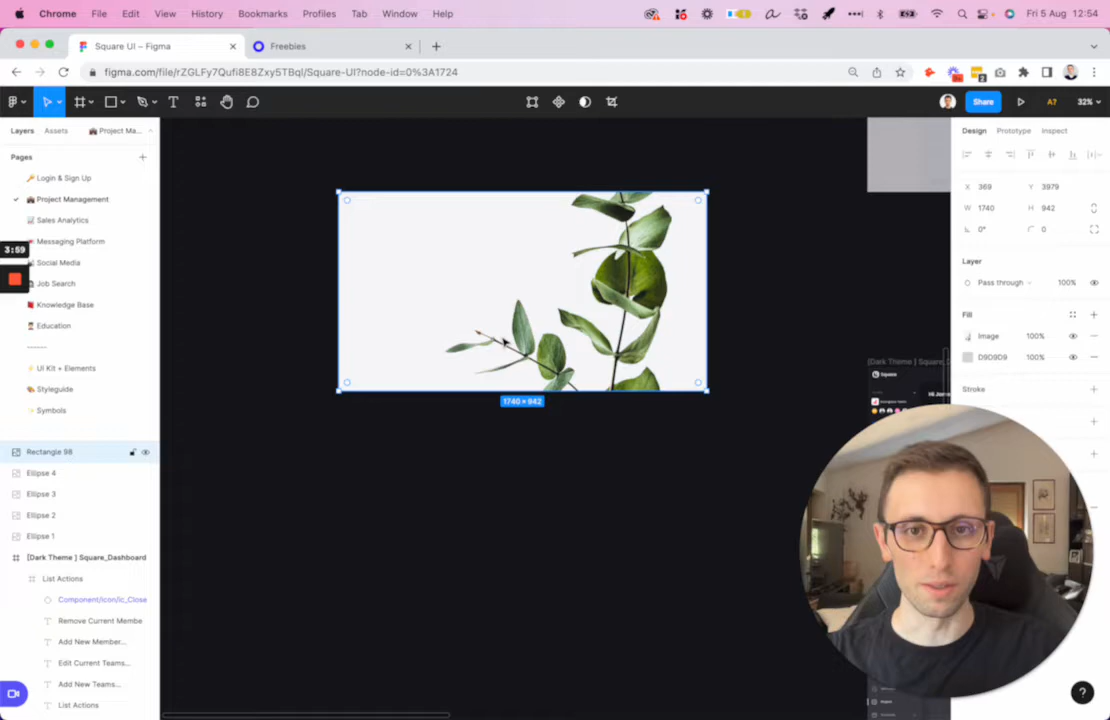 Chrome File Edit View History Bookmarks Profiles Tab Window Help Fri 5 Aug 12:54
Square UI – Figma
Freebies
figma.com/file/rZGLFy7Qufi8E8Zxy5TBql/Square-UI?node-id=0%3A1724
Share
A?
32%
Layers
Assets
Project Ma...
Pages
Login & Sign Up
Project Management
Sales Analytics
Messaging Platform
3:59
Social Media
Job Search
Knowledge Base
Education
UI Kit + Elements
Styleguide
Symbols
Rectangle 98
Ellipse 4
Ellipse 3
Ellipse 2
Ellipse 1
[Dark Theme ] Square_Dashboard
List Actions
Component/icon/ic_Close
Remove Current Membe
Add New Member...
Edit Current Teams...
Add New Teams...
List Actions
1740 × 942
[Dark Theme ] Square_
Square
Design
Prototype
Inspect
X 369
Y 3979
W 1740
H 942
0°
0
Layer
Pass through
100%
Fill
Image
100%
D9D9D9
100%
Stroke
?